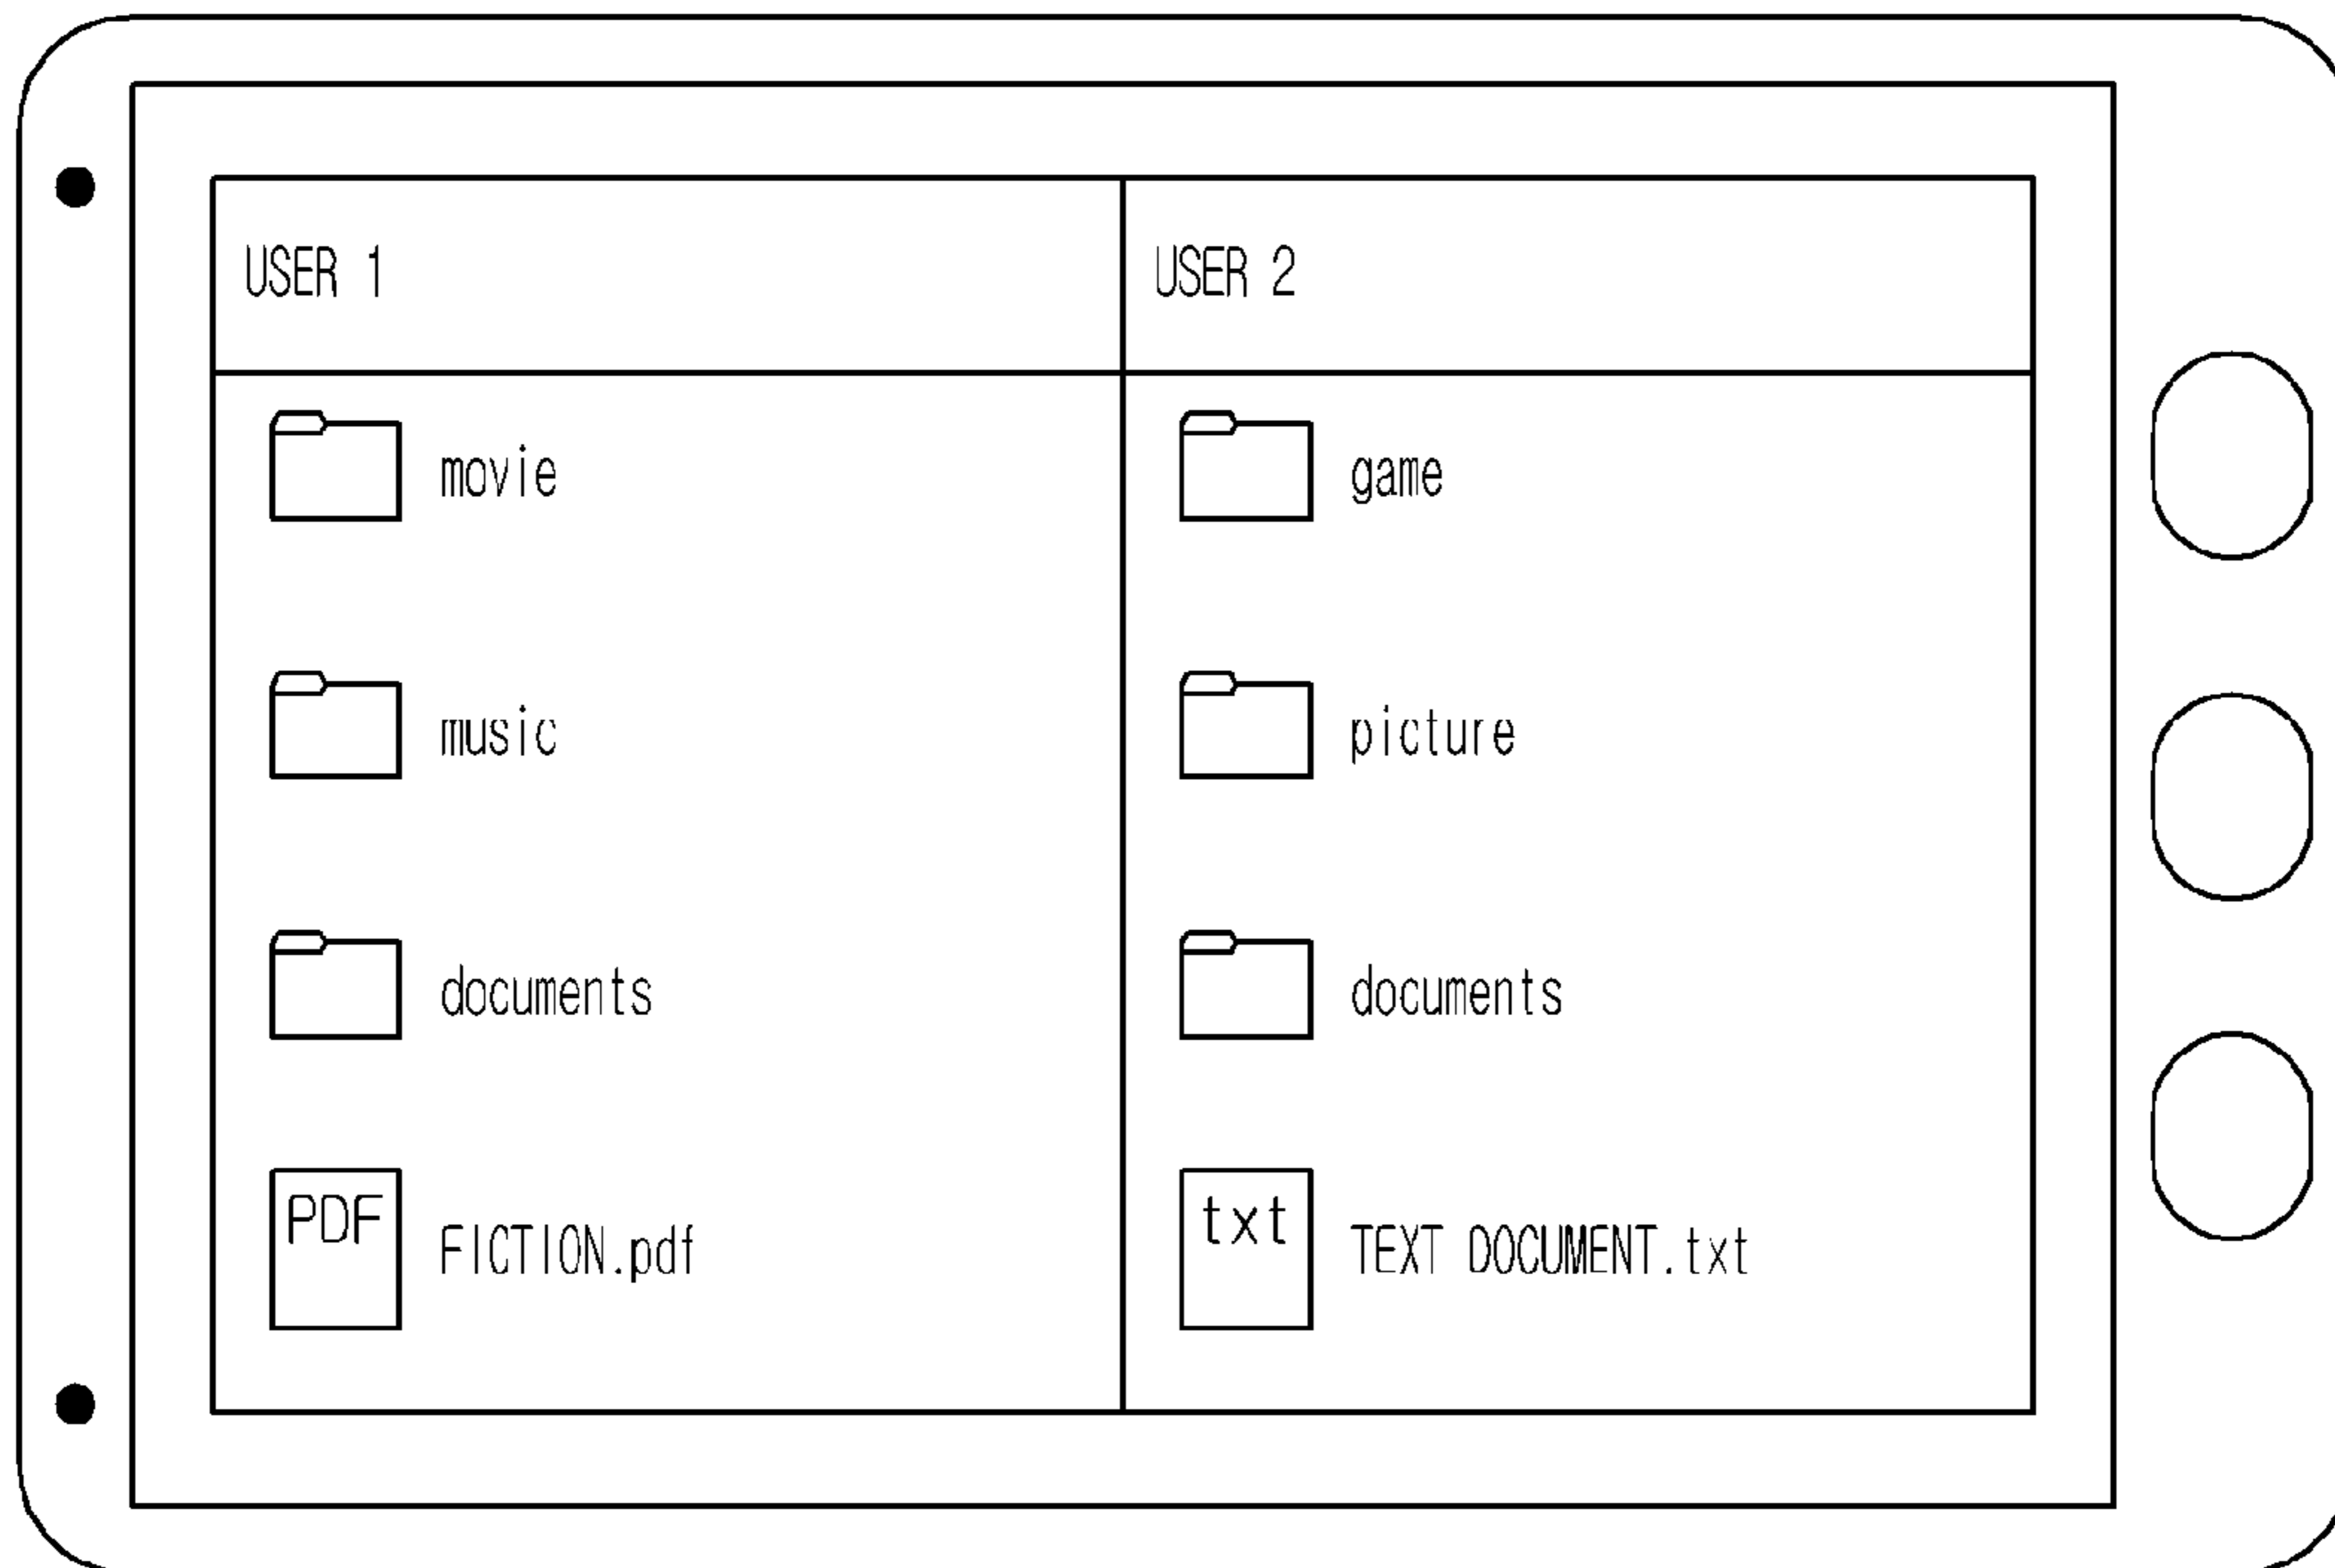 USER 1
movie
music
documents
PDF
FICTION.pdf
USER 2
game
picture
documents
txt
TEXT DOCUMENT.txt